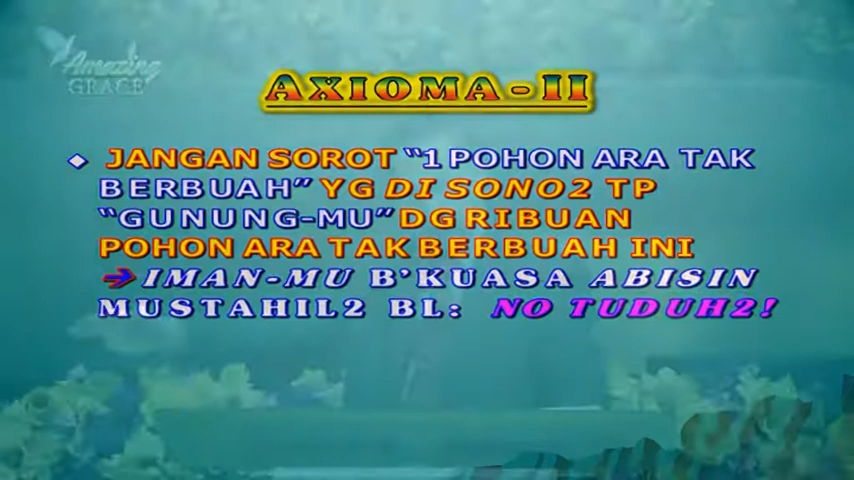 Amazing
GRACE
AXIOMA - II
JANGAN SOROT “1 POHON ARA TAK
BERBUAH” YG DI SONO2 TP
“GUNUNG-MU” DG RIBUAN
POHON ARA TAK BERBUAH INI
→ IMAN-MU B’KUASA ABISIN
MUSTAHIL2 BL: NO TUDUH2!